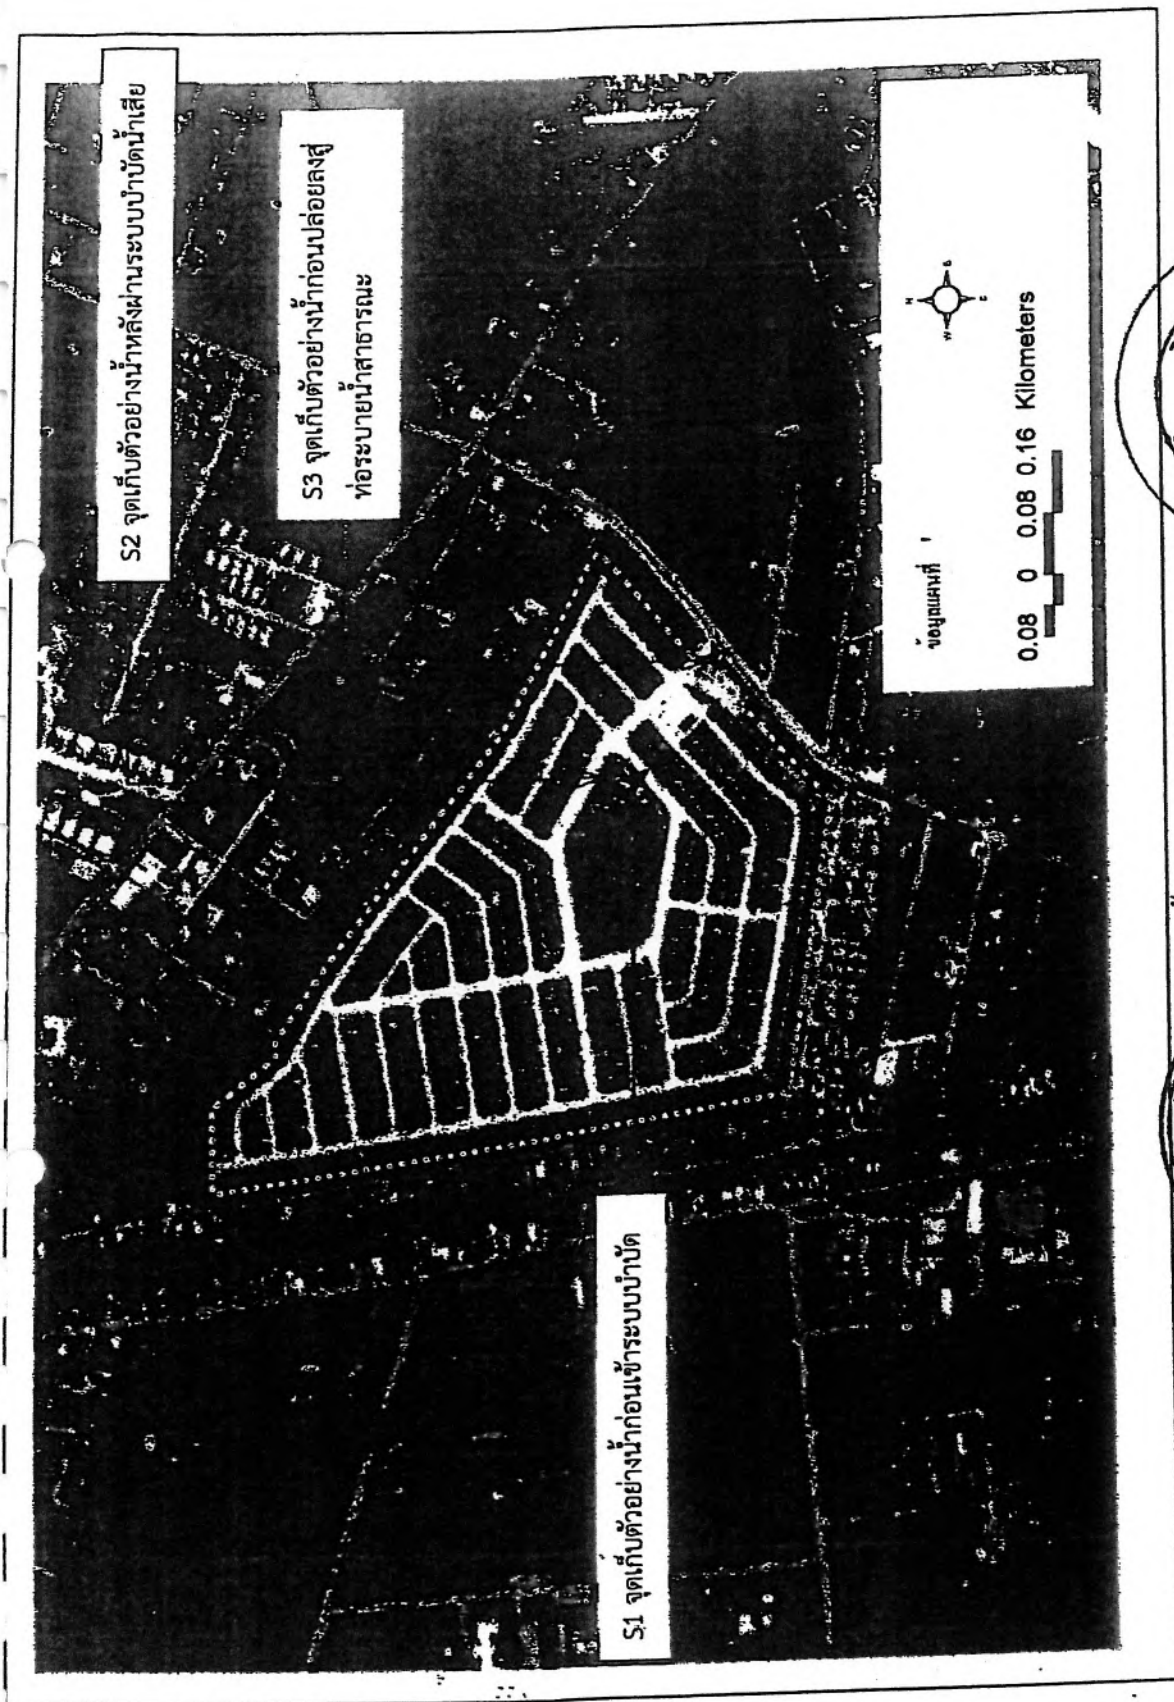 S2 จุดเก็บตัวอย่างน้ำหลังผ่านระบบบำบัดน้ำเสีย
S3 จุดเก็บตัวอย่างน้ำก่อนปล่อยลงสู่
ท่อระบายน้ำสาธารณะ
S1 จุดเก็บตัวอย่างน้ำก่อนเข้าระบบบำบัด
ข้อมูลแผนที่
0.08 0 0.08 0.16 Kilometers